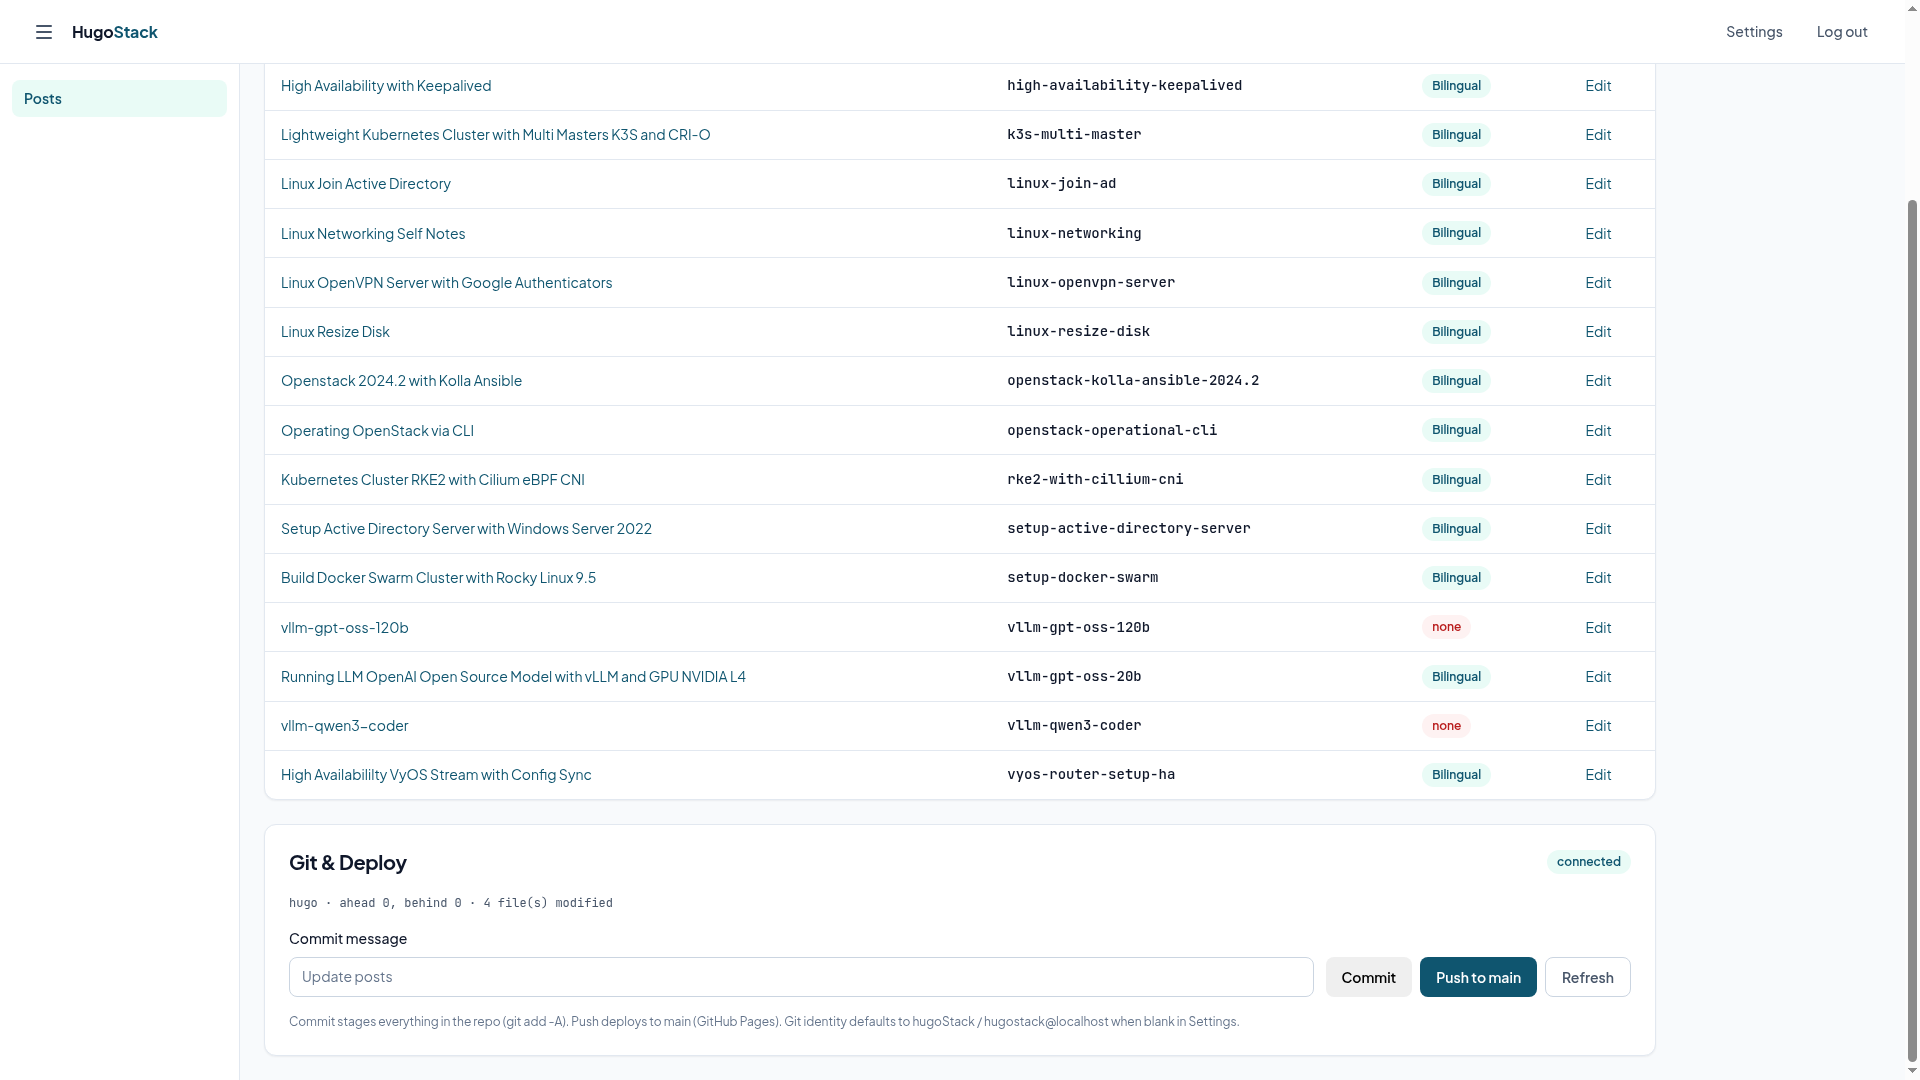 HugoStack
Settings
Log out
Posts
High Availability with Keepalived high-availability-keepalived Bilingual Edit
Lightweight Kubernetes Cluster with Multi Masters K3S and CRI-O k3s-multi-master Bilingual Edit
Linux Join Active Directory linux-join-ad Bilingual Edit
Linux Networking Self Notes linux-networking Bilingual Edit
Linux OpenVPN Server with Google Authenticators linux-openvpn-server Bilingual Edit
Linux Resize Disk linux-resize-disk Bilingual Edit
Openstack 2024.2 with Kolla Ansible openstack-kolla-ansible-2024.2 Bilingual Edit
Operating OpenStack via CLI openstack-operational-cli Bilingual Edit
Kubernetes Cluster RKE2 with Cilium eBPF CNI rke2-with-cillium-cni Bilingual Edit
Setup Active Directory Server with Windows Server 2022 setup-active-directory-server Bilingual Edit
Build Docker Swarm Cluster with Rocky Linux 9.5 setup-docker-swarm Bilingual Edit
vllm-gpt-oss-120b vllm-gpt-oss-120b none Edit
Running LLM OpenAI Open Source Model with vLLM and GPU NVIDIA L4 vllm-gpt-oss-20b Bilingual Edit
vllm-qwen3-coder vllm-qwen3-coder none Edit
High Availabililty VyOS Stream with Config Sync vyos-router-setup-ha Bilingual Edit
Git & Deploy
connected
hugo · ahead 0, behind 0 · 4 file(s) modified
Commit message
Update posts
Commit
Push to main
Refresh
Commit stages everything in the repo (git add -A). Push deploys to main (GitHub Pages). Git identity defaults to hugoStack / hugostack@localhost when blank in Settings.